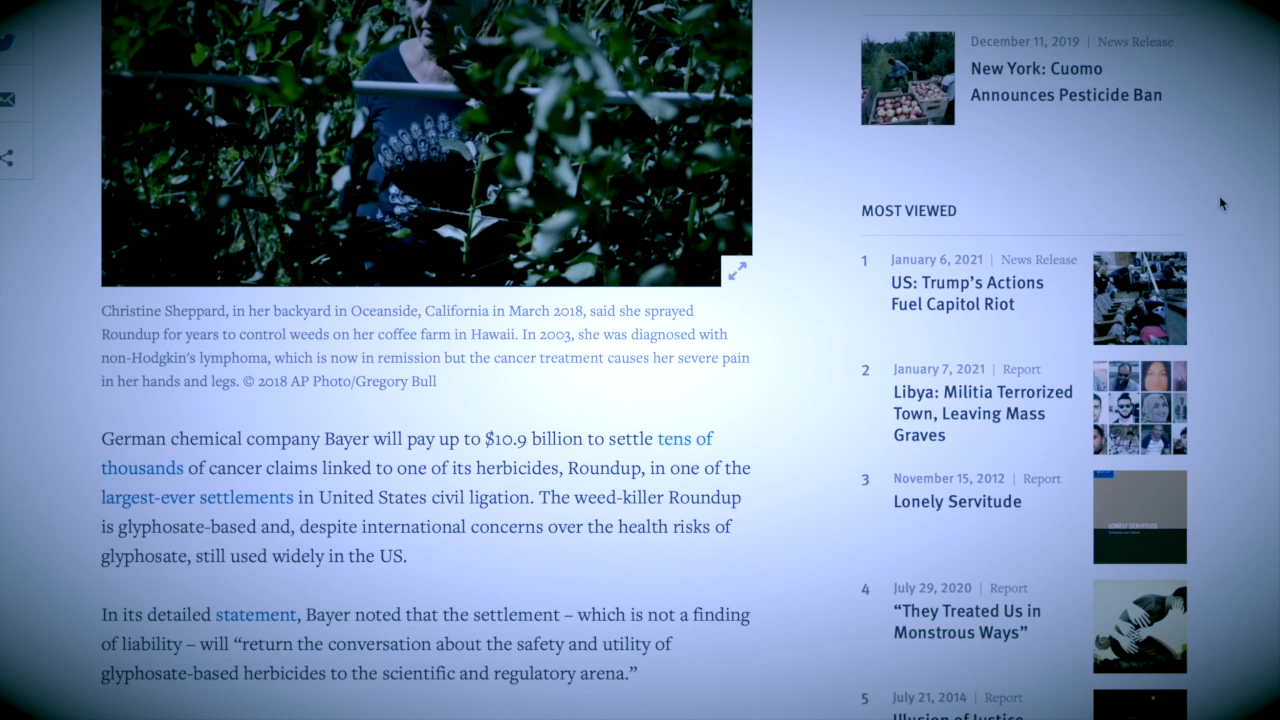 Christine Sheppard, in her backyard in Oceanside, California in March 2018, said she sprayed
Roundup for years to control weeds on her coffee farm in Hawaii. In 2003, she was diagnosed with
non-Hodgkin's lymphoma, which is now in remission but the cancer treatment causes her severe pain
in her hands and legs. © 2018 AP Photo/Gregory Bull
German chemical company Bayer will pay up to $10.9 billion to settle tens of
thousands of cancer claims linked to one of its herbicides, Roundup, in one of the
largest-ever settlements in United States civil ligation. The weed-killer Roundup
is glyphosate-based and, despite international concerns over the health risks of
glyphosate, still used widely in the US.
In its detailed statement, Bayer noted that the settlement – which is not a finding
of liability – will “return the conversation about the safety and utility of
glyphosate-based herbicides to the scientific and regulatory arena.”
December 11, 2019 | News Release
New York: Cuomo
Announces Pesticide Ban
MOST VIEWED
1 January 6, 2021 | News Release
US: Trump’s Actions
Fuel Capitol Riot
2 January 7, 2021 | Report
Libya: Militia Terrorized
Town, Leaving Mass
Graves
3 November 15, 2012 | Report
Lonely Servitude
LONELY SERVITUDE
4 July 29, 2020 | Report
“They Treated Us in
Monstrous Ways”
5 July 21, 2014 | Report
Illusion of Justice